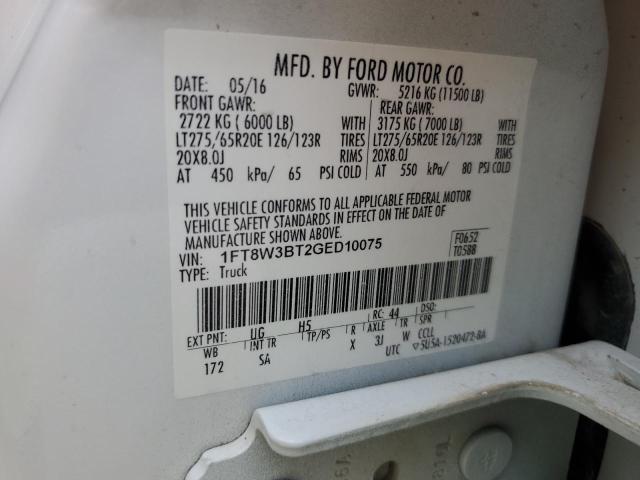 MFD. BY FORD MOTOR CO.
DATE: 05/16 GVWR: 5216 KG (11500 LB)
FRONT GAWR: REAR GAWR:
2722 KG ( 6000 LB) WITH 3175 KG ( 7000 LB) WITH
LT275/65R20E 126/123R TIRES LT275/65R20E 126/123R TIRES
20X8.0J RIMS 20X8.0J RIMS
AT 450 kPa/ 65 PSI COLD AT 550 kPa/ 80 PSI COLD
THIS VEHICLE CONFORMS TO ALL APPLICABLE FEDERAL MOTOR
VEHICLE SAFETY STANDARDS IN EFFECT ON THE DATE OF
MANUFACTURE SHOWN ABOVE.
VIN: 1FT8W3BT2GED10075 F0652
TYPE: Truck T0588
EXT PNT: UG H5 RC: 44 DSO:
WB INT TR TP/PS R AXLE TR SPR
172 SA X 3J W CCLL
UTC ▽5U5A-1520472-BA